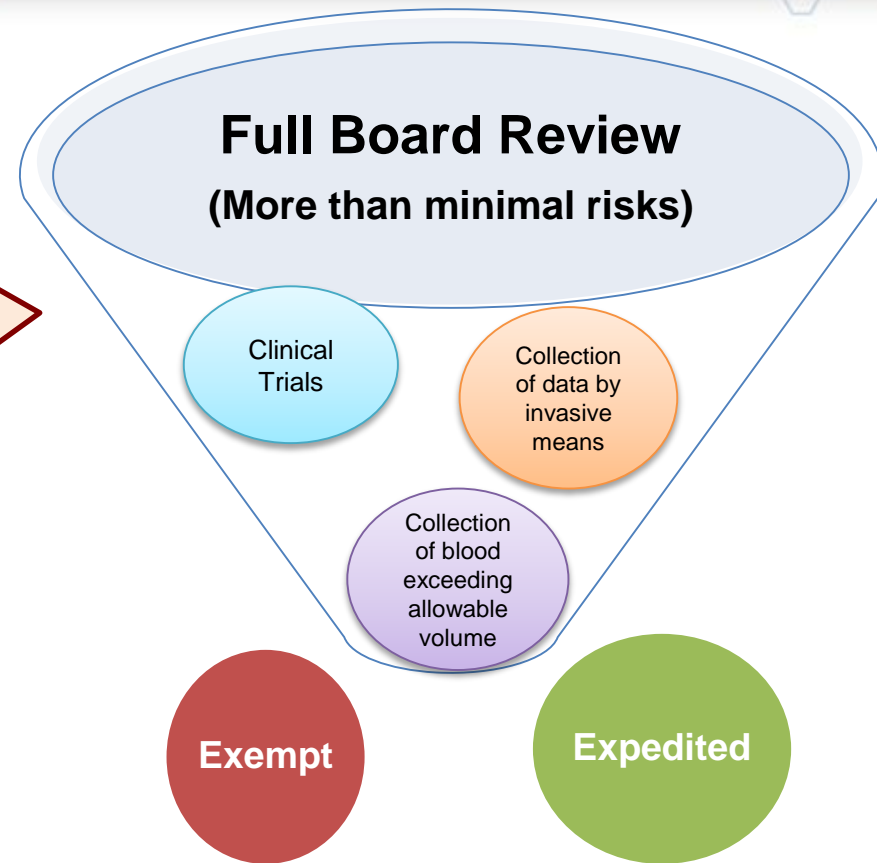 Full Board Review
(More than minimal risks)
Clinical
Trials
Collection
of data by
invasive
means
Collection
of blood
exceeding
allowable
volume
Exempt
Expedited